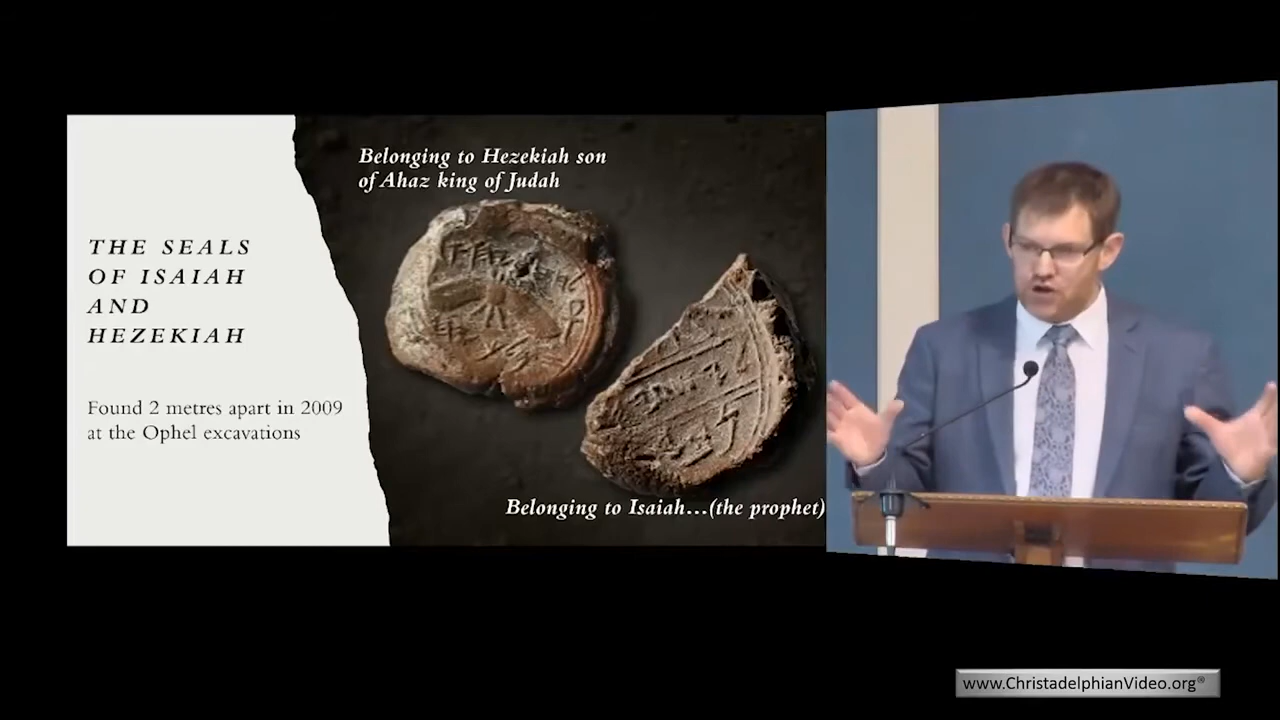 THE SEALS
OF ISAIAH
AND
HEZEKIAH
Found 2 metres apart in 2009
at the Ophel excavations
Belonging to Hezekiah son
of Ahaz king of Judah
Belonging to Isaiah...(the prophet)
www.ChristadelphianVideo.org®